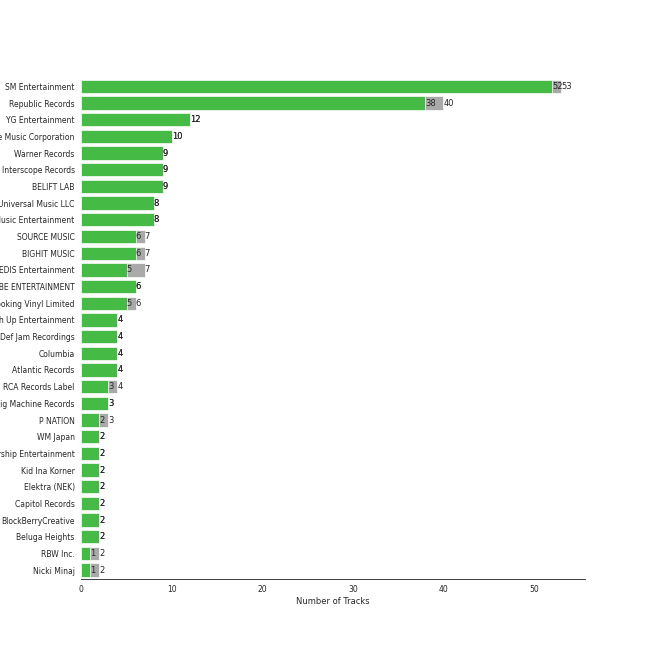 SM Entertainment 52 53
Republic Records 38 40
YG Entertainment 12
e Music Corporation 10
Warner Records 9
Interscope Records 9
BELIFT LAB 9
Universal Music LLC 8
usic Entertainment 8
SOURCE MUSIC 6 7
BIGHIT MUSIC 6 7
EDIS Entertainment 5 7
BE ENTERTAINMENT 6
oking Vinyl Limited 5 6
h Up Entertainment 4
Def Jam Recordings 4
Columbia 4
Atlantic Records 4
RCA Records Label 3 4
ig Machine Records 3
P NATION 2 3
WM Japan 2
rship Entertainment 2
Kid Ina Korner 2
Elektra (NEK) 2
Capitol Records 2
BlockBerryCreative 2
Beluga Heights 2
RBW Inc. 1 2
Nicki Minaj 1 2
0 10 20 30 40 50
Number of Tracks